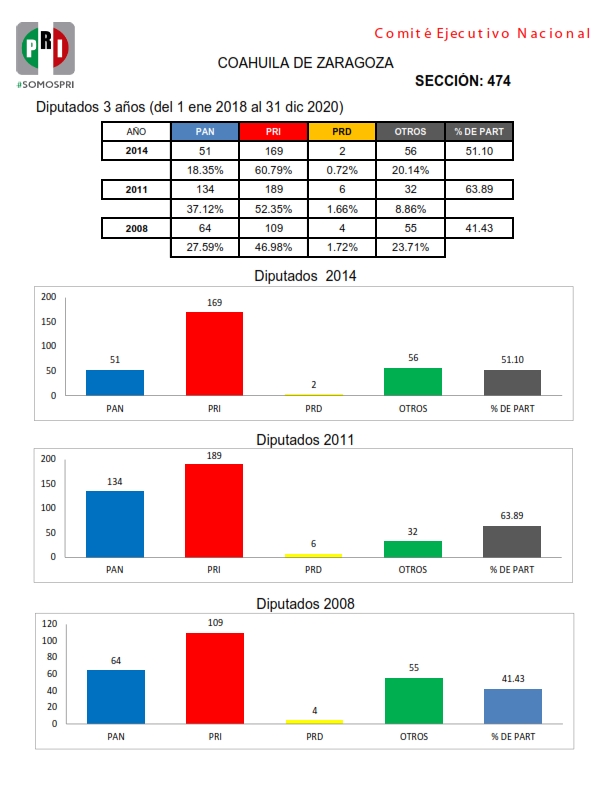 Comité Ejecutivo Nacional
PRI
#SOMOSPRI
COAHUILA DE ZARAGOZA
SECCIÓN: 474
Diputados 3 años (del 1 ene 2018 al 31 dic 2020)
AÑO PAN PRI PRD OTROS % DE PART
2014 51 169 2 56 51.10
18.35% 60.79% 0.72% 20.14%
2011 134 189 6 32 63.89
37.12% 52.35% 1.66% 8.86%
2008 64 109 4 55 41.43
27.59% 46.98% 1.72% 23.71%
Diputados 2014
200
150
100
50
0
51 169 2 56 51.10
PAN PRI PRD OTROS % DE PART
Diputados 2011
200
150
100
50
0
134 189 6 32 63.89
PAN PRI PRD OTROS % DE PART
Diputados 2008
120
100
80
60
40
20
0
64 109 4 55 41.43
PAN PRI PRD OTROS % DE PART